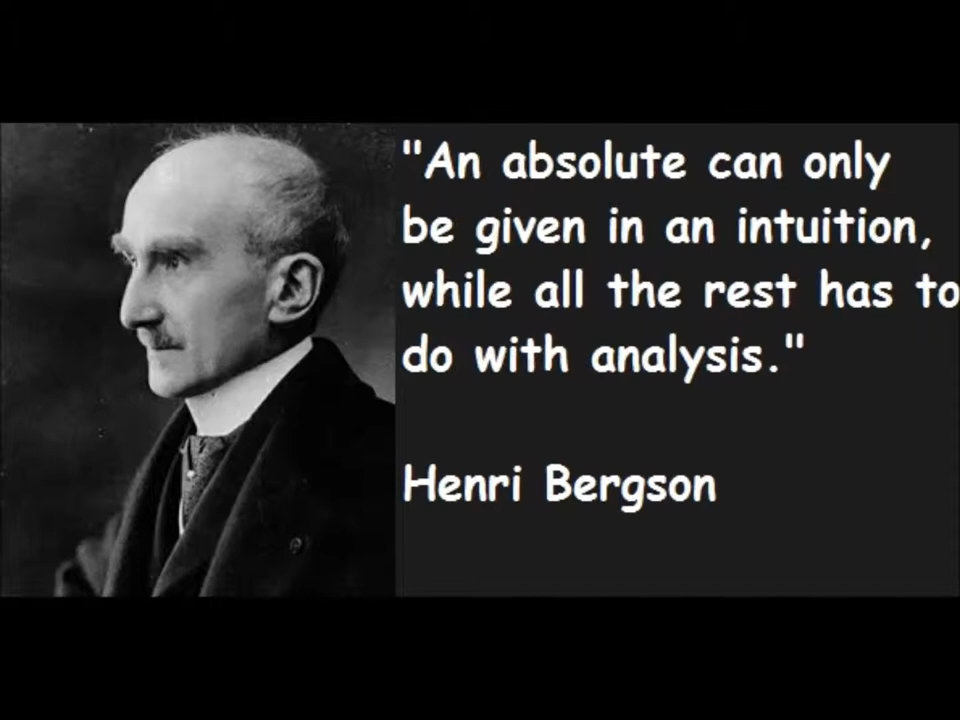 "An absolute can only
be given in an intuition,
while all the rest has to
do with analysis."
Henri Bergson